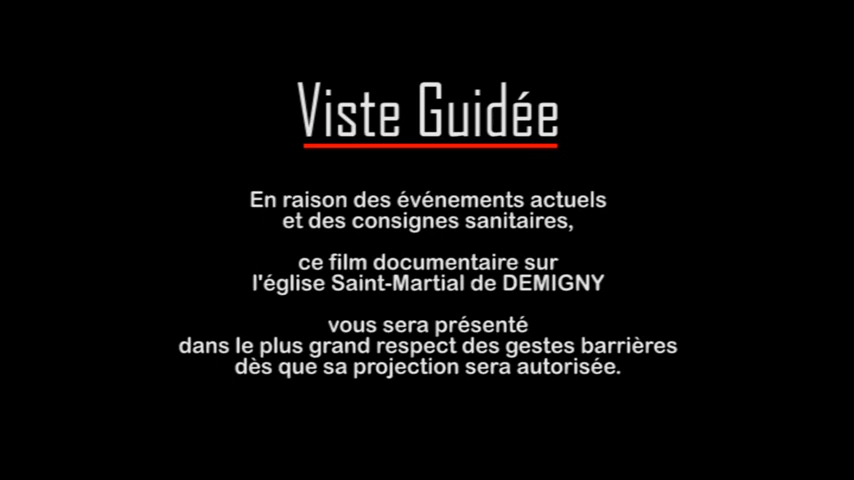 Viste Guidée
En raison des événements actuels
et des consignes sanitaires,
ce film documentaire sur
l'église Saint-Martial de DEMIGNY
vous sera présenté
dans le plus grand respect des gestes barrières
dès que sa projection sera autorisée.